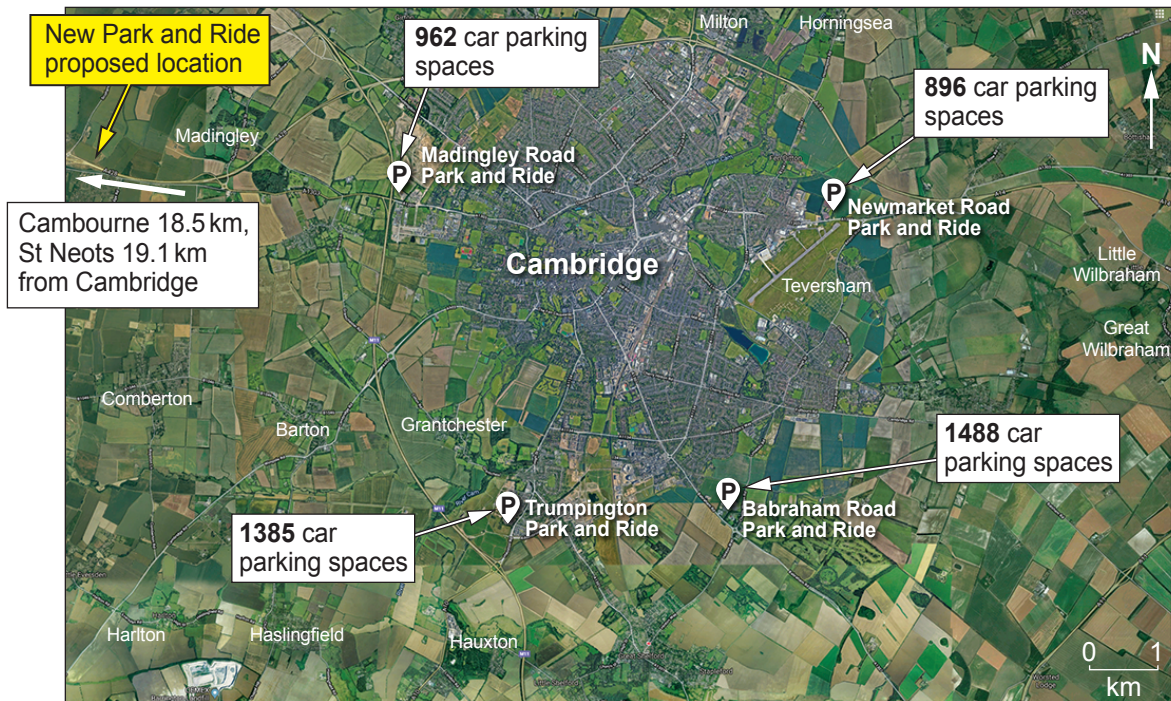 New Park and Ride
proposed location
962 car parking
spaces
Milton
Horningsea
N
896 car parking
spaces
Madingley
Madingley Road
Park and Ride
P
P
Newmarket Road
Park and Ride
Cambourne 18.5 km,
St Neots 19.1 km
from Cambridge
Cambridge
Teversham
Little
Wilbraham
Great
Wilbraham
M11
Comberton
Barton
Grantchester
1488 car
parking spaces
P
P
Trumpington
Park and Ride
Babraham Road
Park and Ride
M11
1385 car
parking spaces
Harlton
Haslingfield
Hauxton
M11
0 1
km